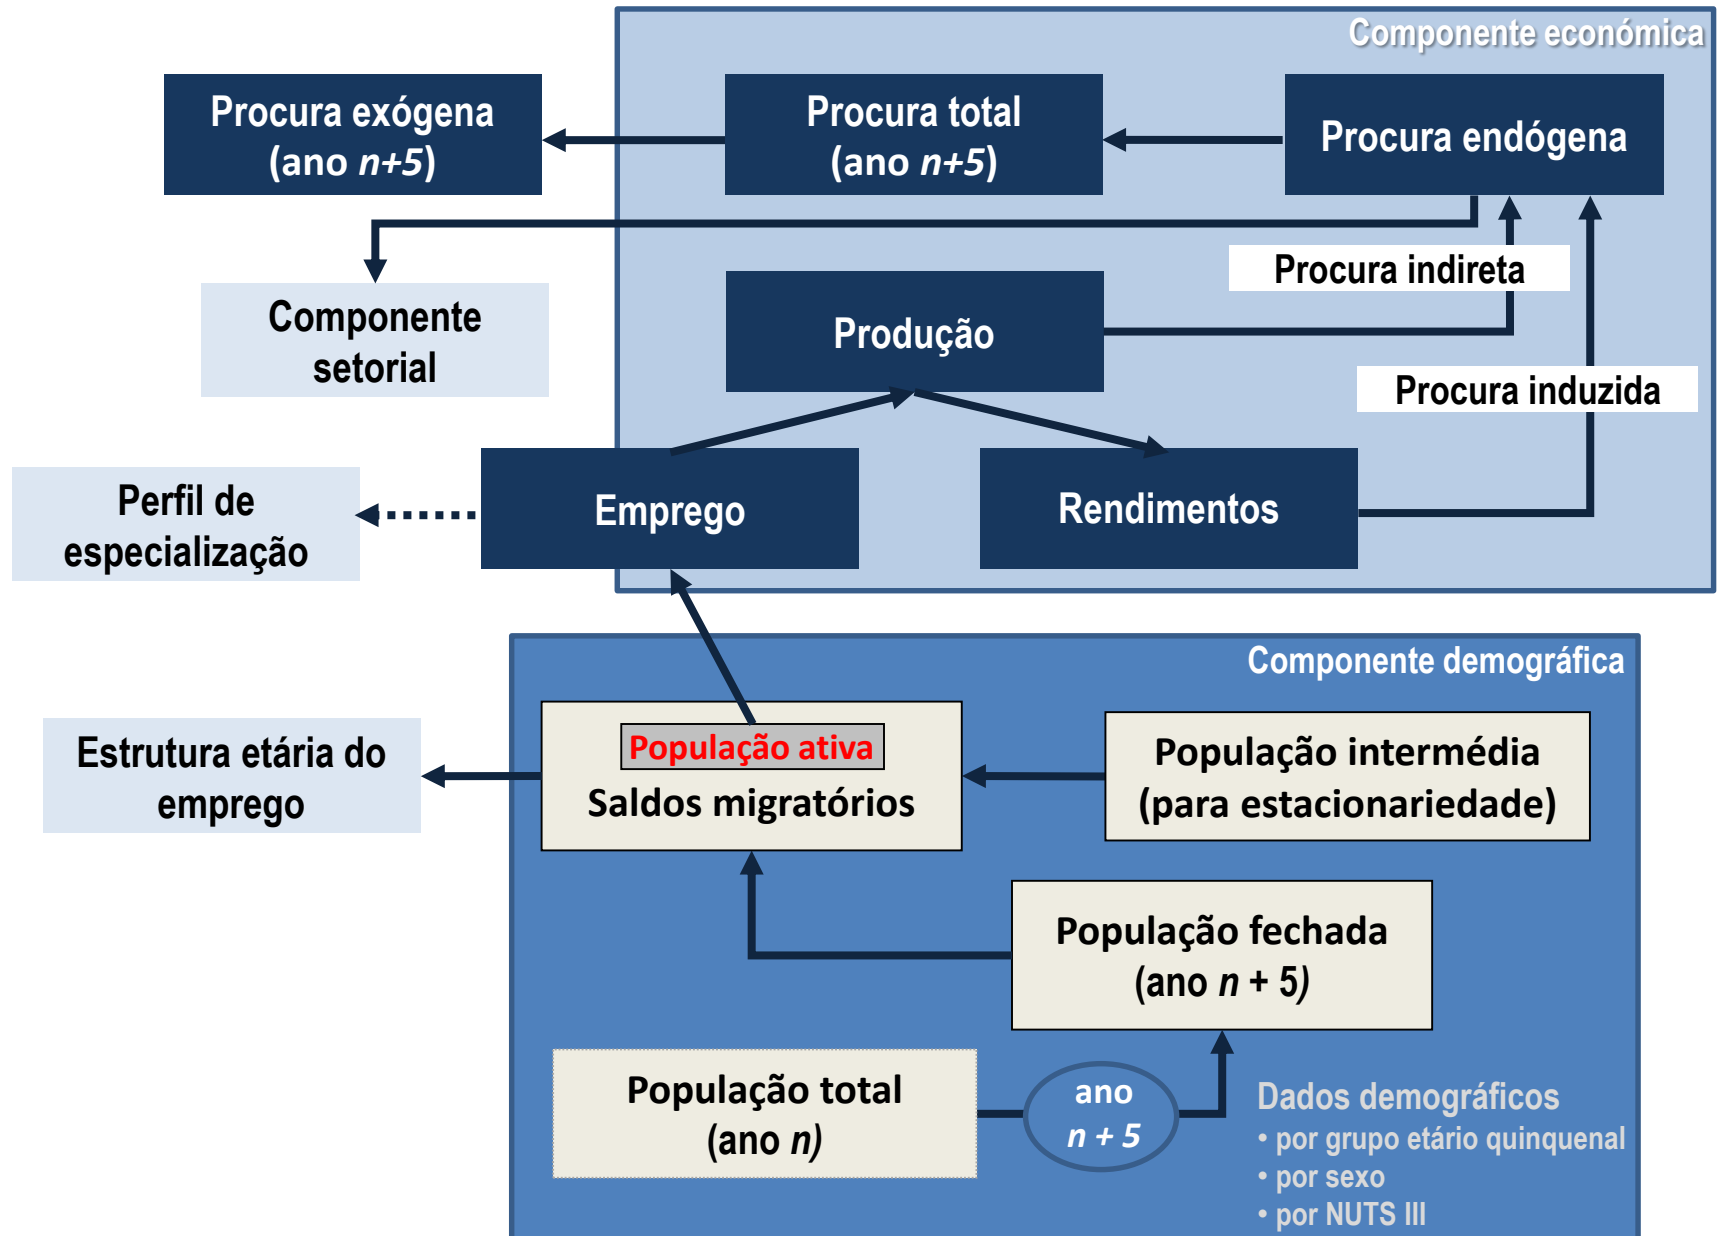 Componente económica
Procura exógena
(ano n+5)
Procura total
(ano n+5)
Procura endógena
Procura indireta
Componente
setorial
Produção
Procura induzida
Perfil de
especialização
Emprego
Rendimentos
Componente demográfica
Estrutura etária do
emprego
População ativa
Saldos migratórios
População intermédia
(para estacionariedade)
População fechada
(ano n + 5)
População total
(ano n)
ano
n + 5
Dados demográficos
• por grupo etário quinquenal
• por sexo
• por NUTS III